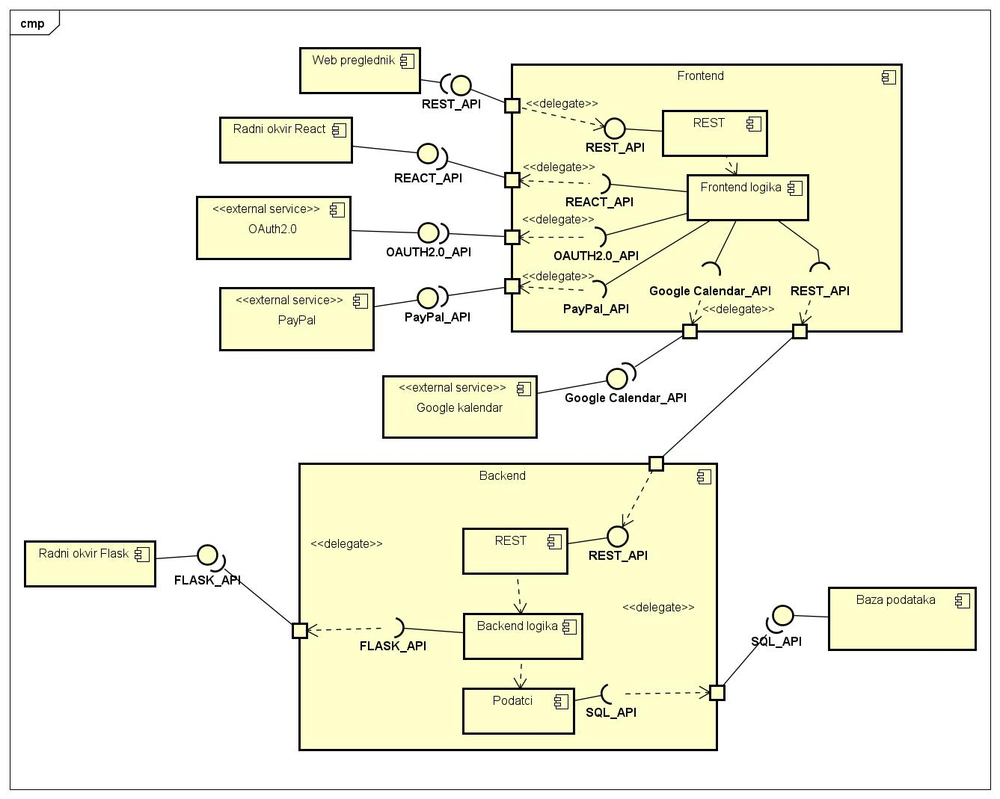 cmp
Web preglednik
REST_API
Frontend
<<delegate>>
REST_API
REST
Radni okvir React
REACT_API
<<delegate>>
REACT_API
Frontend logika
<<external service>>
OAuth2.0
OAUTH2.0_API
<<delegate>>
OAUTH2.0_API
<<external service>>
PayPal
PayPal_API
<<delegate>>
PayPal_API
Google Calendar_API
REST_API
<<delegate>>
<<external service>>
Google kalendar
Google Calendar_API
Backend
<<delegate>>
REST
REST_API
Radni okvir Flask
FLASK_API
<<delegate>>
Backend logika
FLASK_API
Baza podataka
SQL_API
Podatci
SQL_API